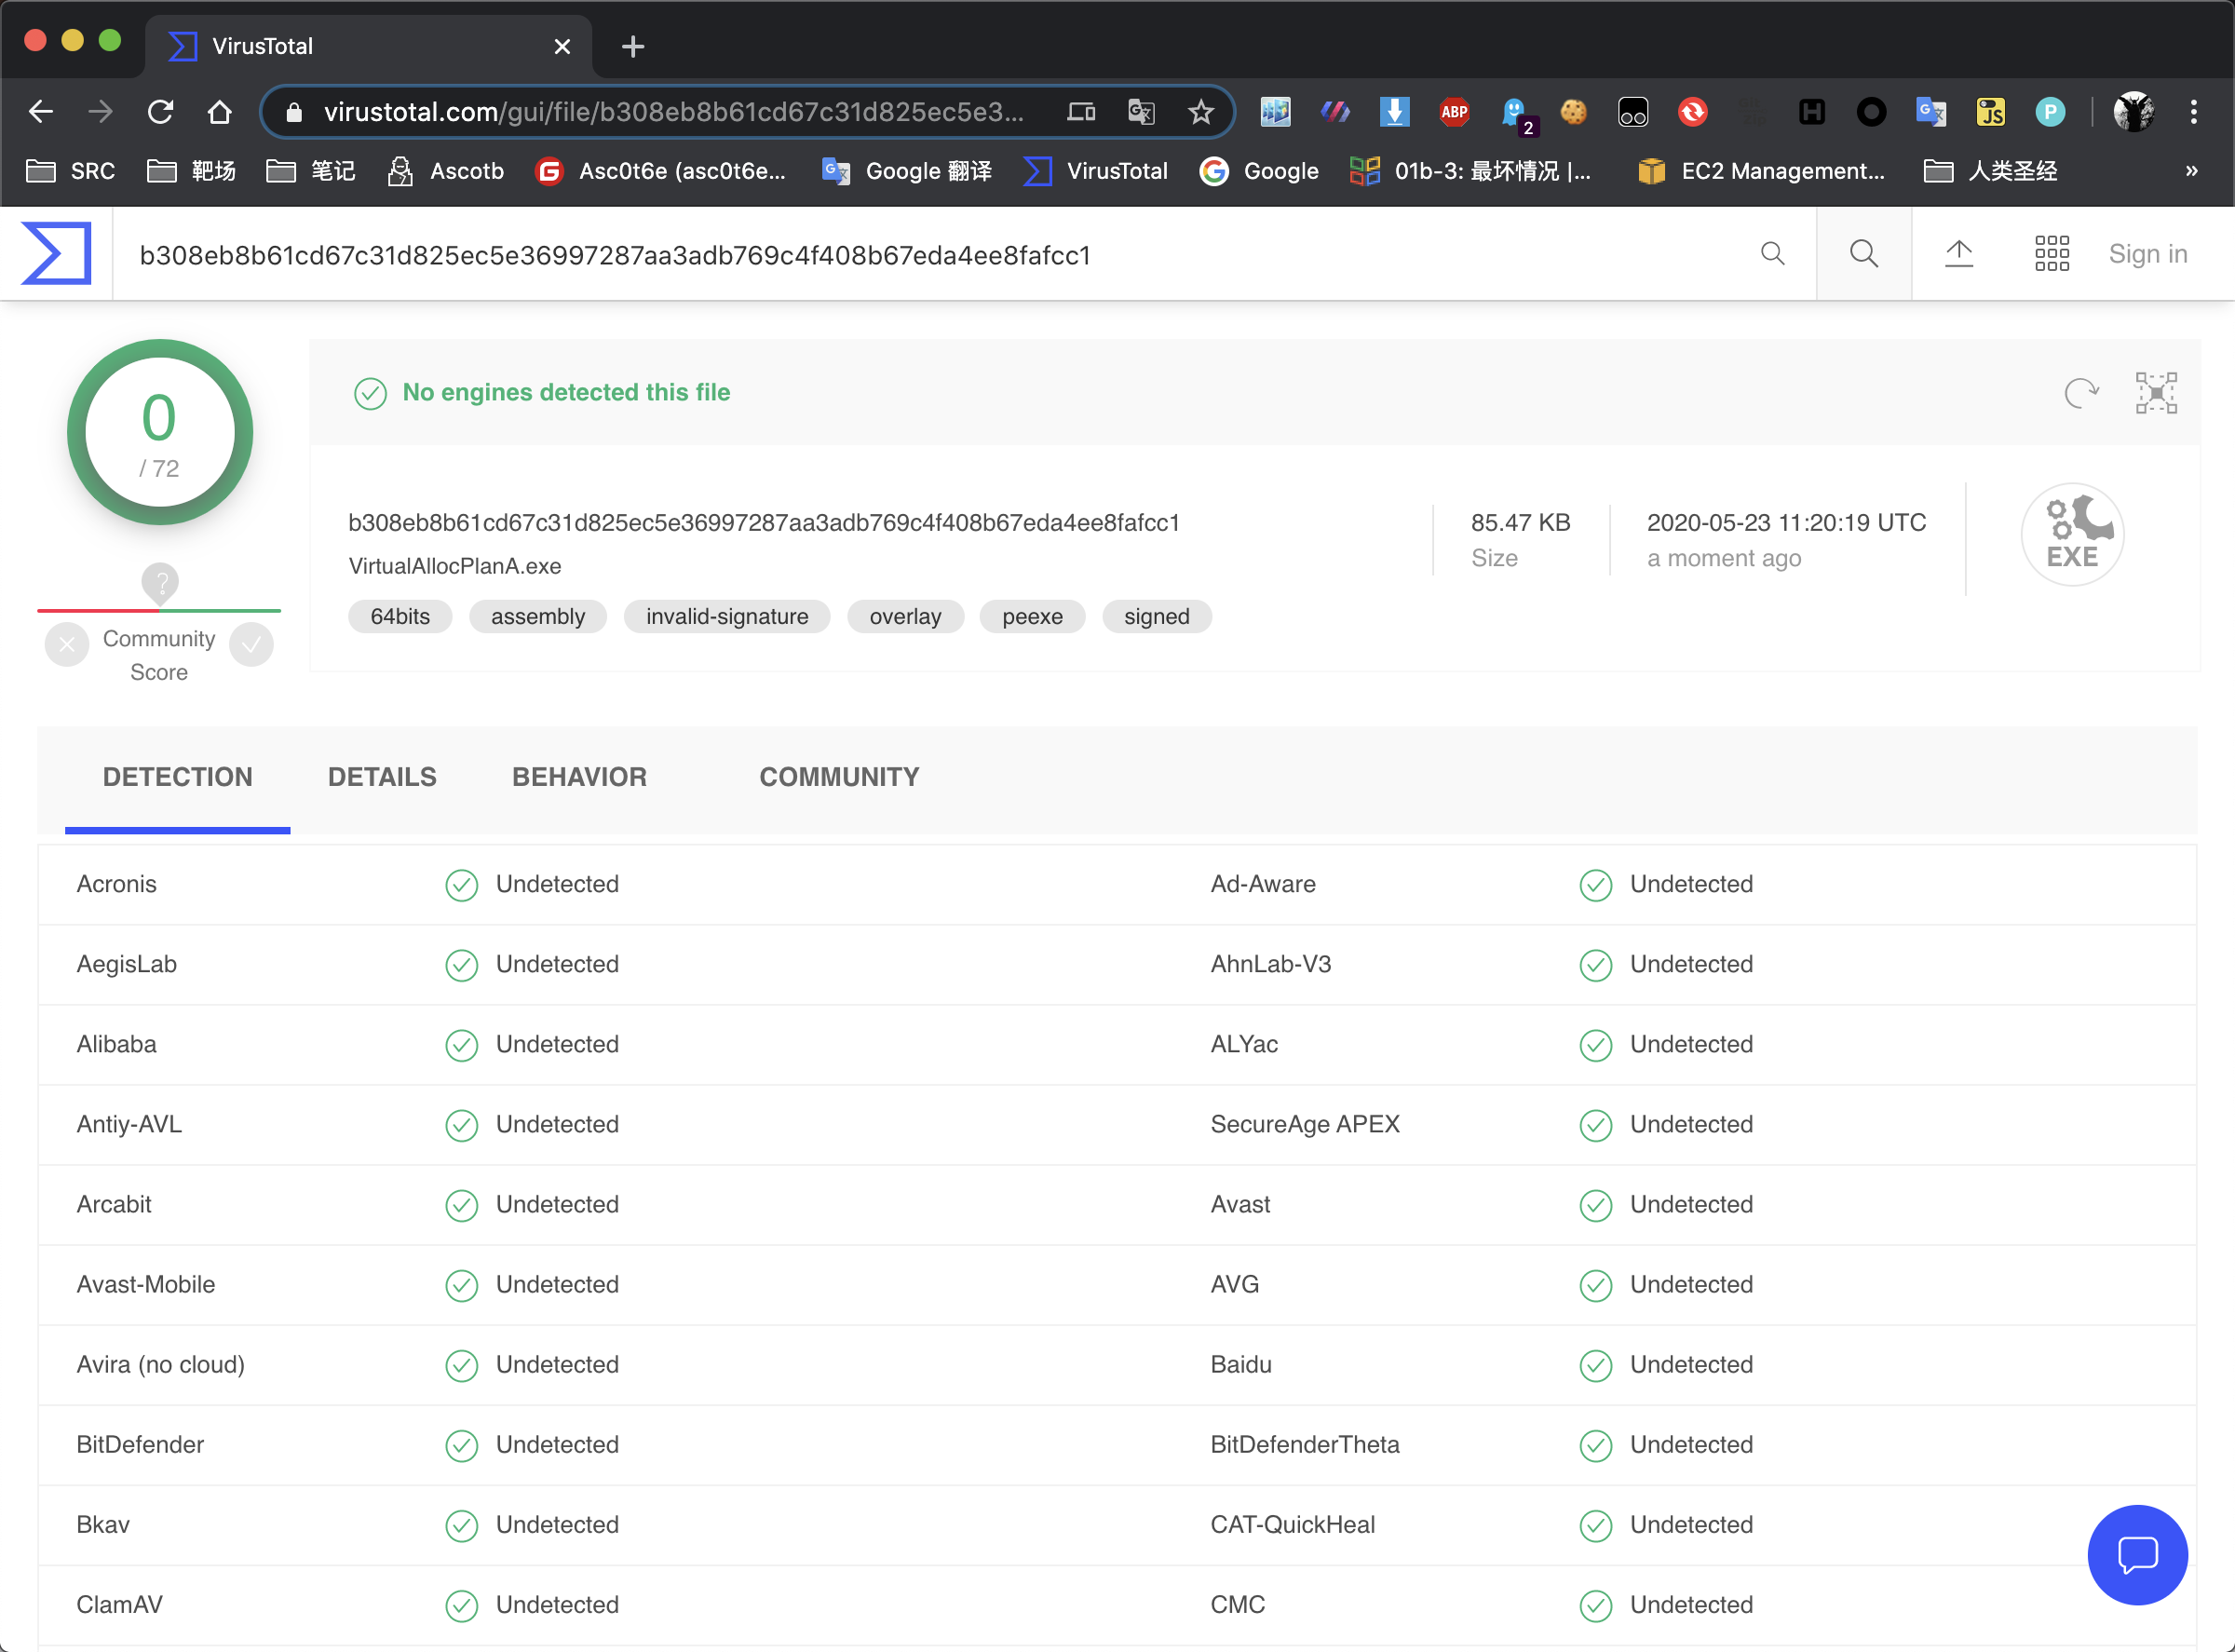 VirusTotal
virustotal.com/gui/file/b308eb8b61cd67c31d825ec5e3...
ABP
2
JS
P
SRC
靶场
笔记
Ascotb
Asc0t6e (asc0t6e...
Google 翻译
VirusTotal
Google
01b-3: 最坏情况 |...
EC2 Management...
人类圣经
»
b308eb8b61cd67c31d825ec5e36997287aa3adb769c4f408b67eda4ee8fafcc1
Sign in
0
/ 72
No engines detected this file
b308eb8b61cd67c31d825ec5e36997287aa3adb769c4f408b67eda4ee8fafcc1
VirtualAllocPlanA.exe
64bits assembly invalid-signature overlay peexe signed
85.47 KB
Size
2020-05-23 11:20:19 UTC
a moment ago
EXE
?
Community
Score
DETECTION DETAILS BEHAVIOR COMMUNITY
Acronis Undetected Ad-Aware Undetected
AegisLab Undetected AhnLab-V3 Undetected
Alibaba Undetected ALYac Undetected
Antiy-AVL Undetected SecureAge APEX Undetected
Arcabit Undetected Avast Undetected
Avast-Mobile Undetected AVG Undetected
Avira (no cloud) Undetected Baidu Undetected
BitDefender Undetected BitDefenderTheta Undetected
Bkav Undetected CAT-QuickHeal Undetected
ClamAV Undetected CMC Undetected